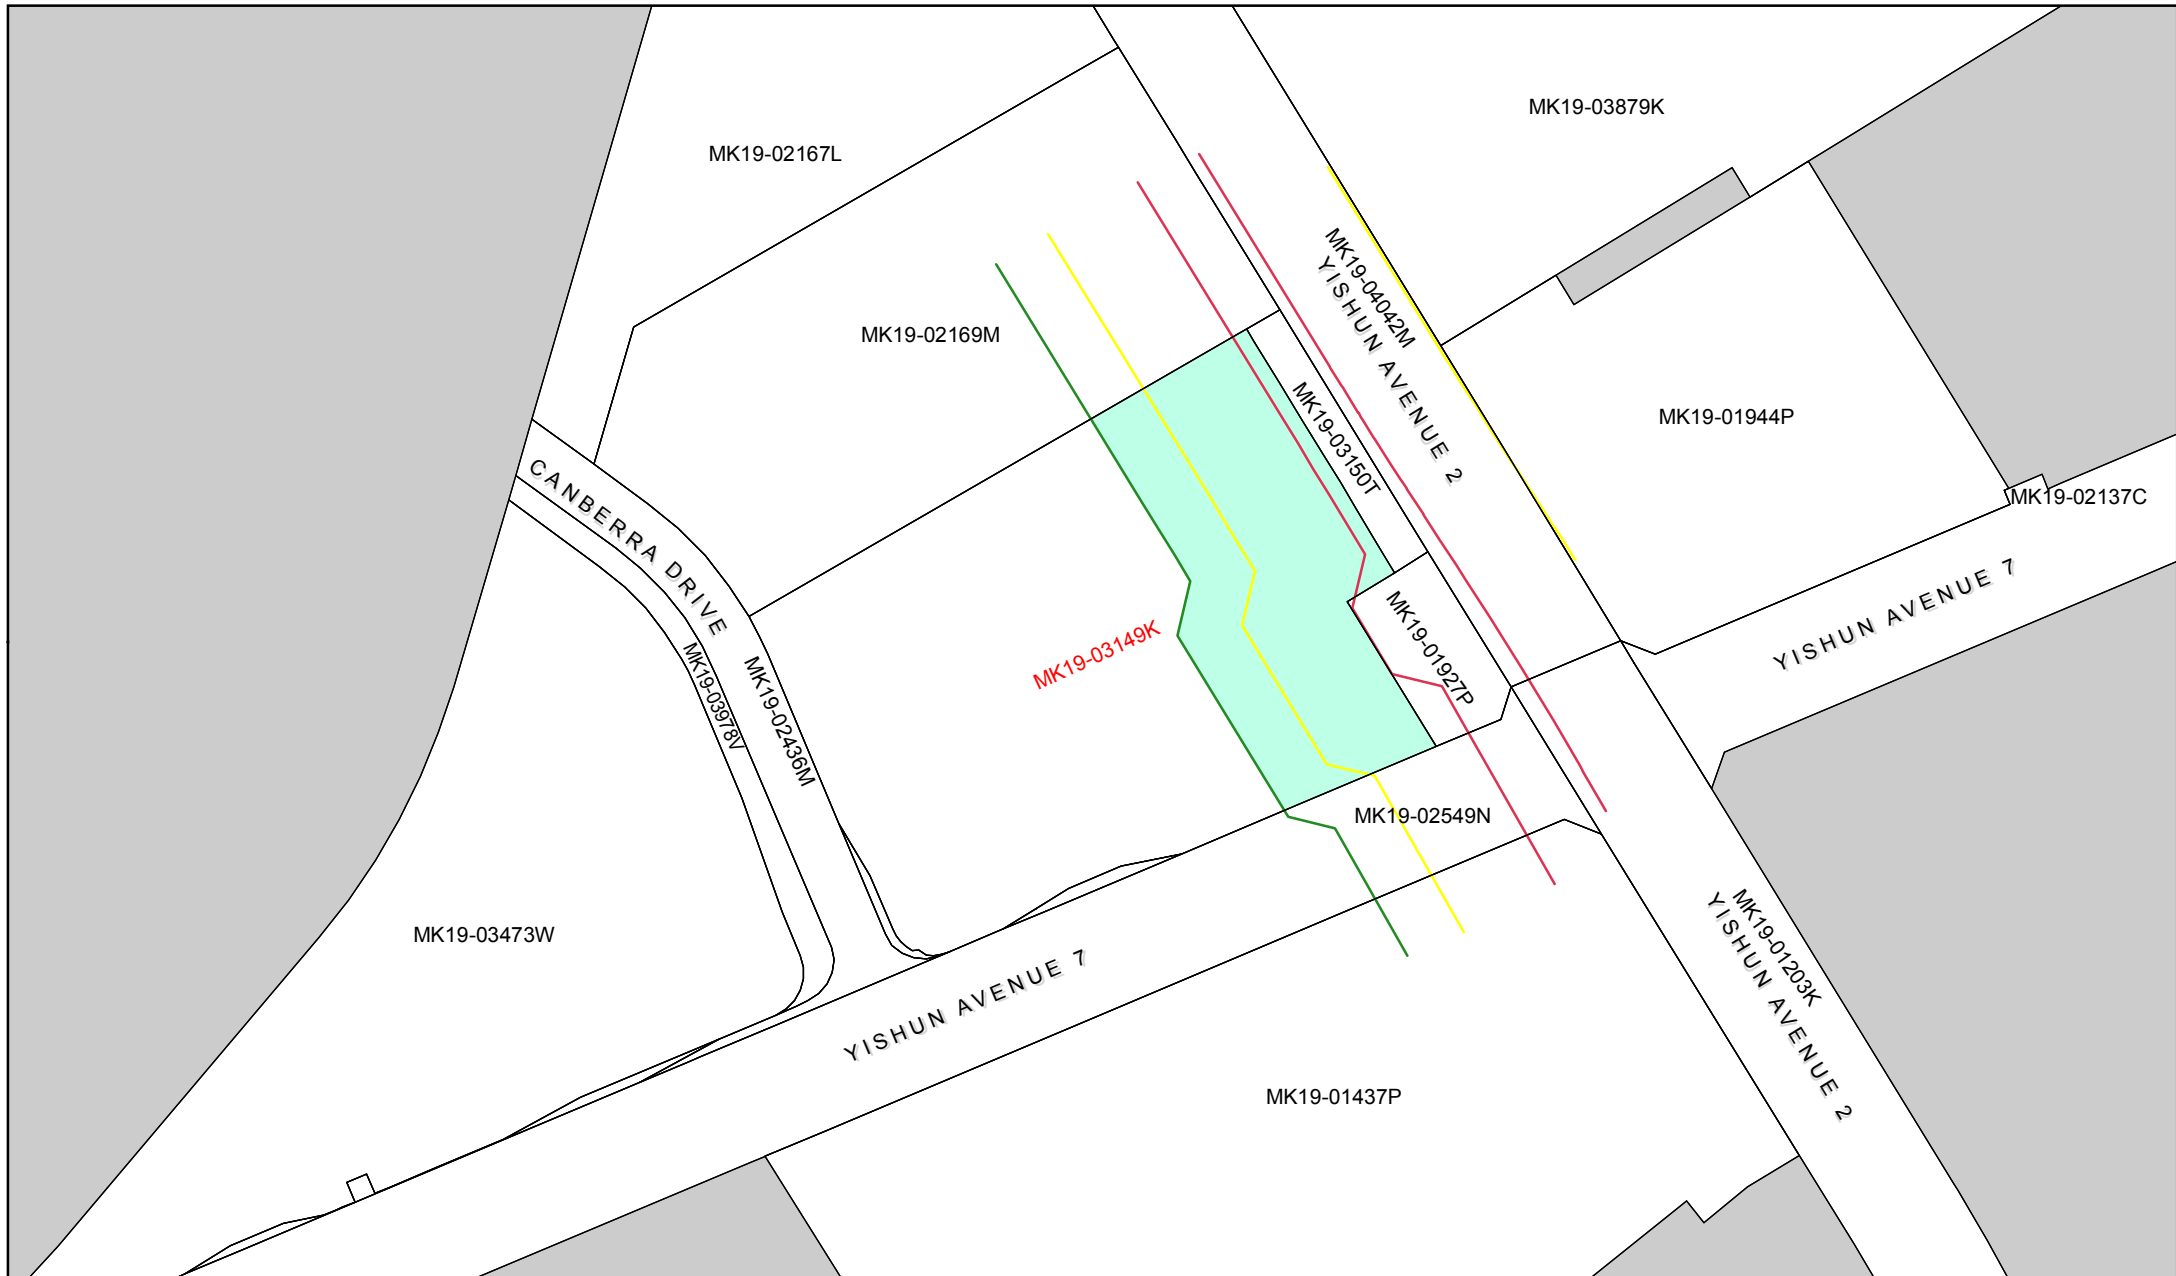 MK19-03879K
MK19-02167L
MK19-04042M
YISHUN AVENUE 2
MK19-02169M
MK19-01944P
MK19-03150T
MK19-02137C
CANBERRA DRIVE
YISHUN AVENUE 7
MK19-03149K
MK19-01927P
MK19-03978V
MK19-02436M
MK19-02549N
MK19-03473W
MK19-01203K
YISHUN AVENUE 2
YISHUN AVENUE 7
MK19-01437P